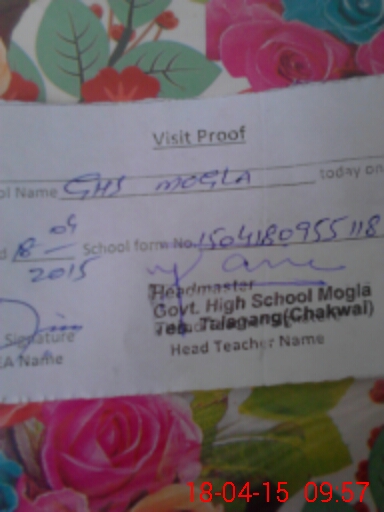 Visit Proof
ol Name GHS MOGLA today on
d 18-04 School form No. 1504180955118
2015
Headmaster
Govt. High School Mogla
Teh. Talagang (Chakwal)
Signature
EA Name Head Teacher Name
18-04-15 09:57